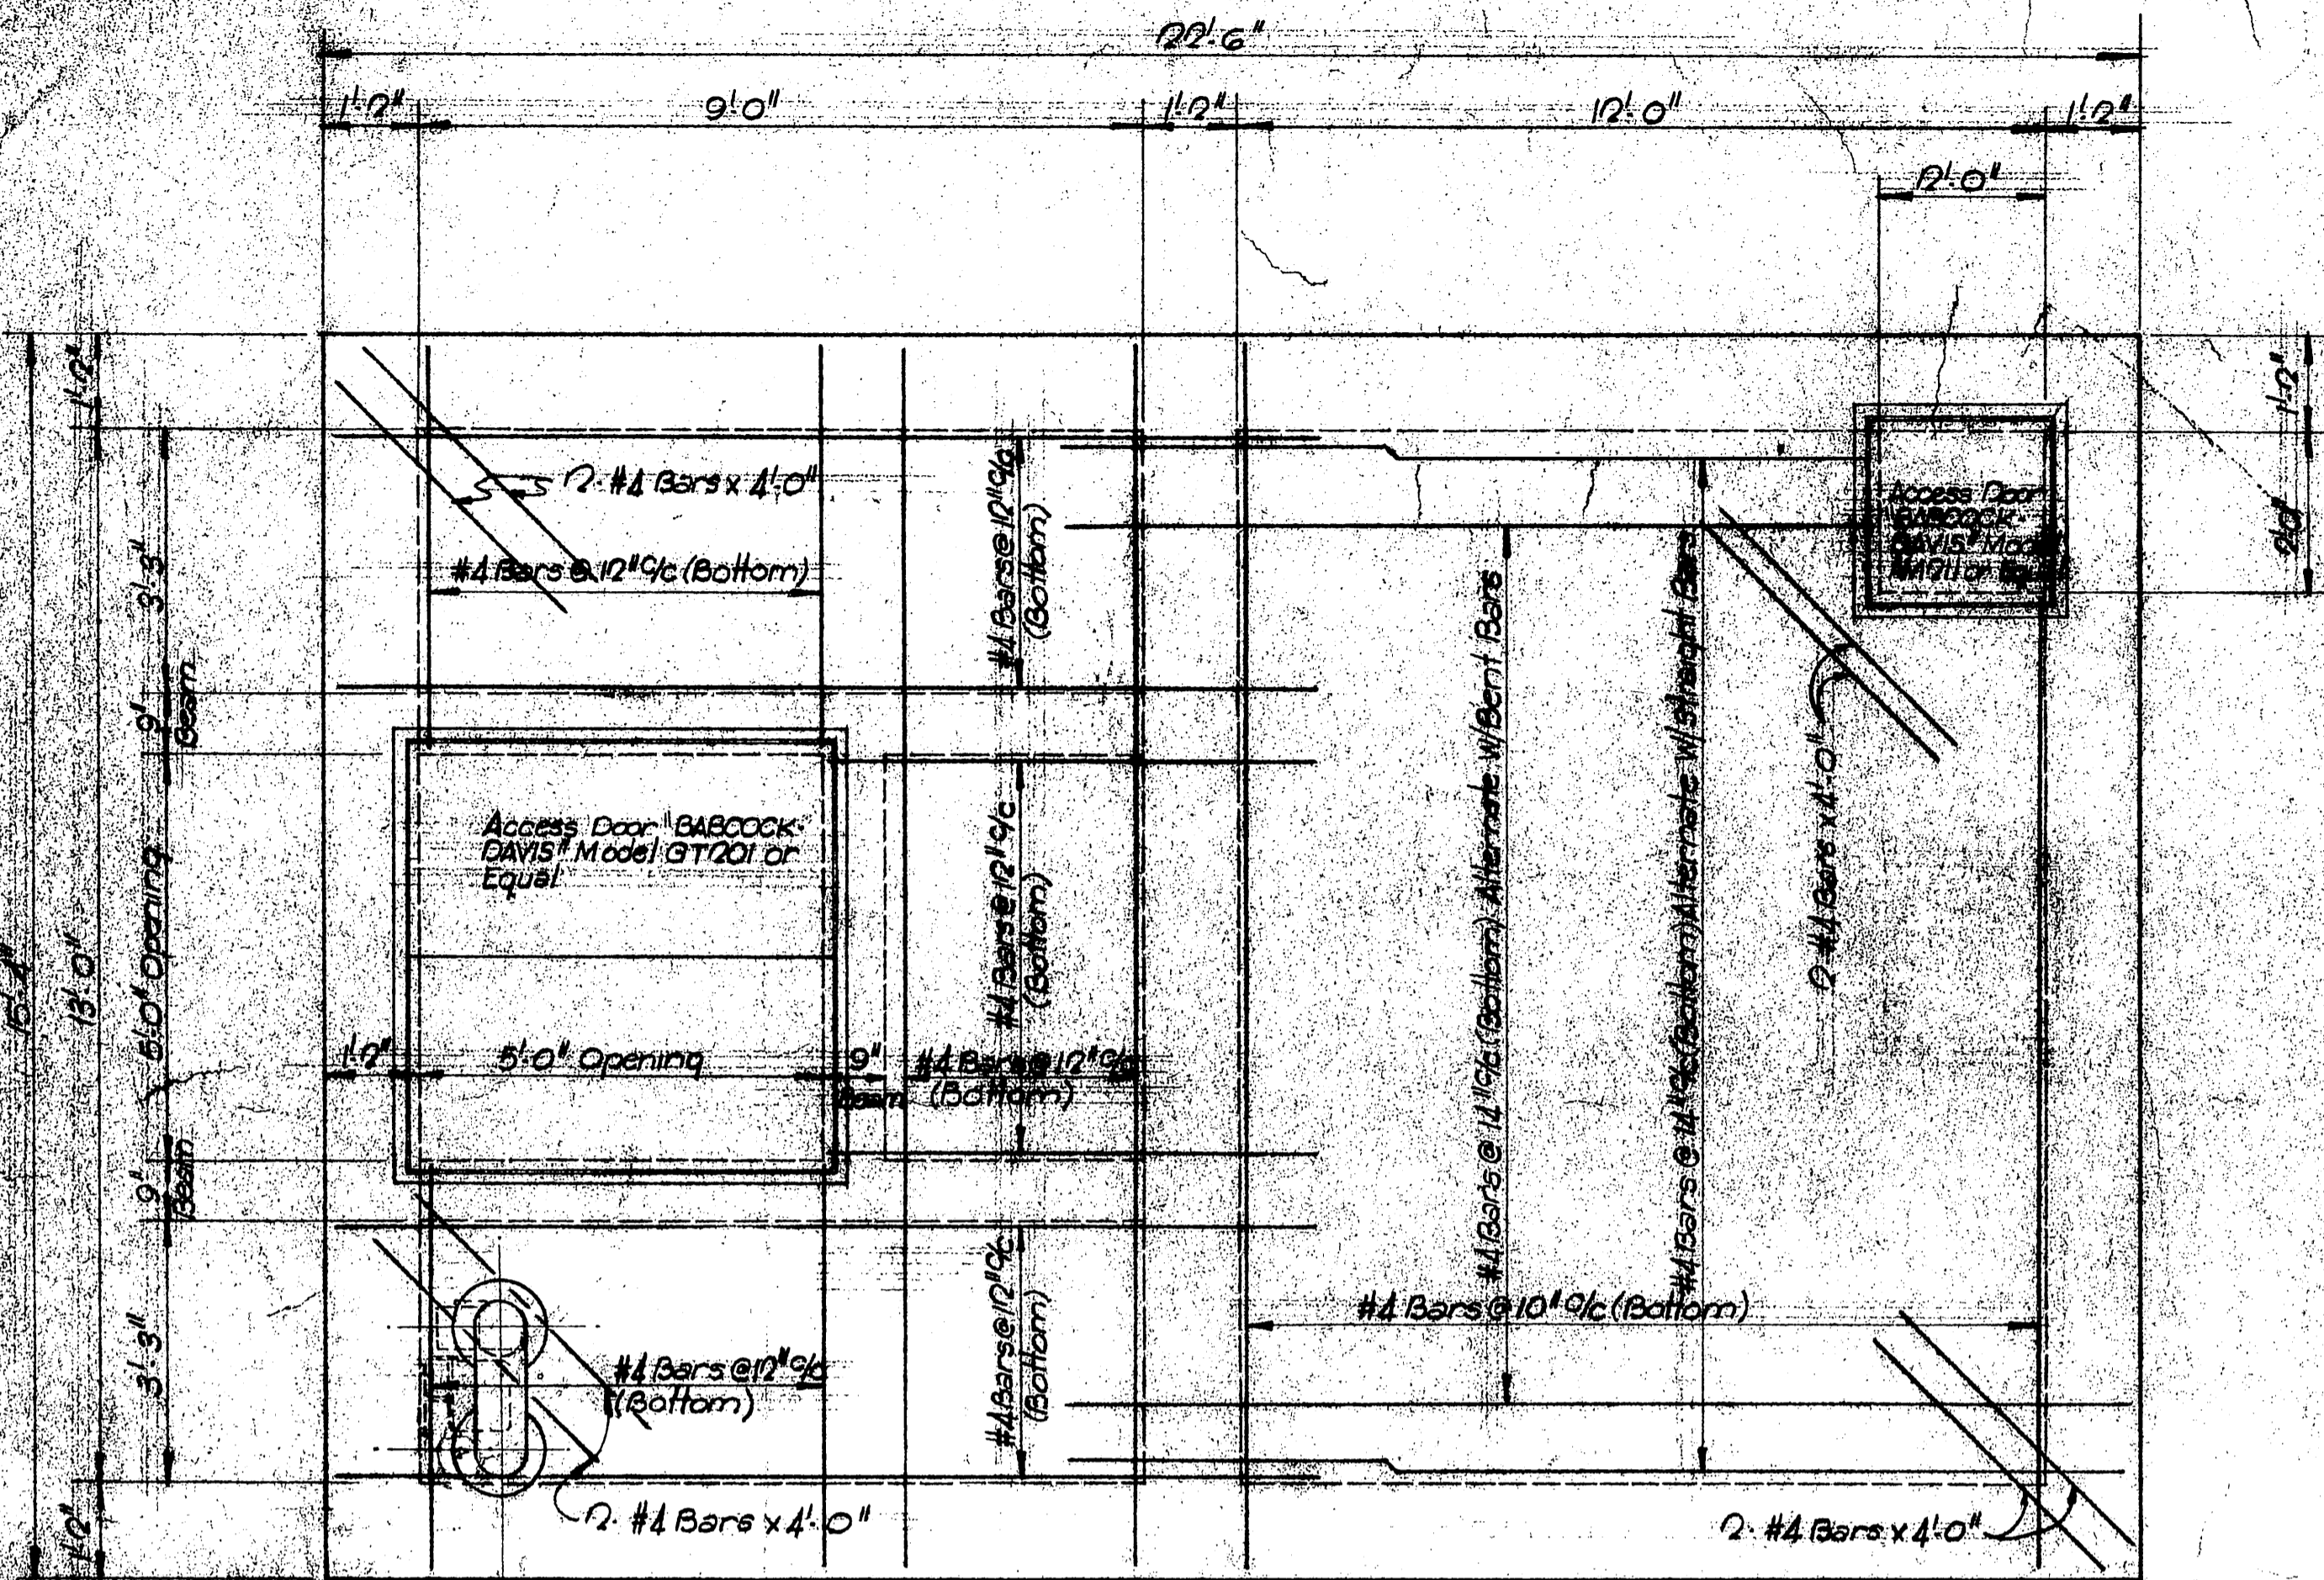 22'-6"
1'-2"
9'-0"
1'-2"
10'-0"
1'-2"
2'-0"
1'-2"
1'-2"
2-#4 Bars x 4'-0"
#4 Bars @ 12" c/c (Bottom)
#4 Bars @ 12" c/c
(Bottom)
Access Door
"BABCOCK-
DAVIS" Model
or Equal
2'-0"
3'-3"
9"
Beam
15'-4"
13'-0"
5'-0" Opening
Access Door "BABCOCK-
DAVIS" Model GT201 or
Equal
#4 Bars @ 12" c/c
(Bottom)
#4 Bars @ 14" c/c (Bottom) Alternate w/Bent Bars
#4 Bars @ 14" c/c (Bottom) Alternate w/Straight Bars
2-#4 Bars x 4'-0"
1'-2"
5'-0" Opening
9"
Beam
#4 Bars @ 12" c/c
(Bottom)
9"
Beam
3'-3"
#4 Bars @ 12" c/c
(Bottom)
#4 Bars @ 12" c/c
(Bottom)
#4 Bars @ 10" c/c (Bottom)
1'-2"
2-#4 Bars x 4'-0"
2-#4 Bars x 4'-0"